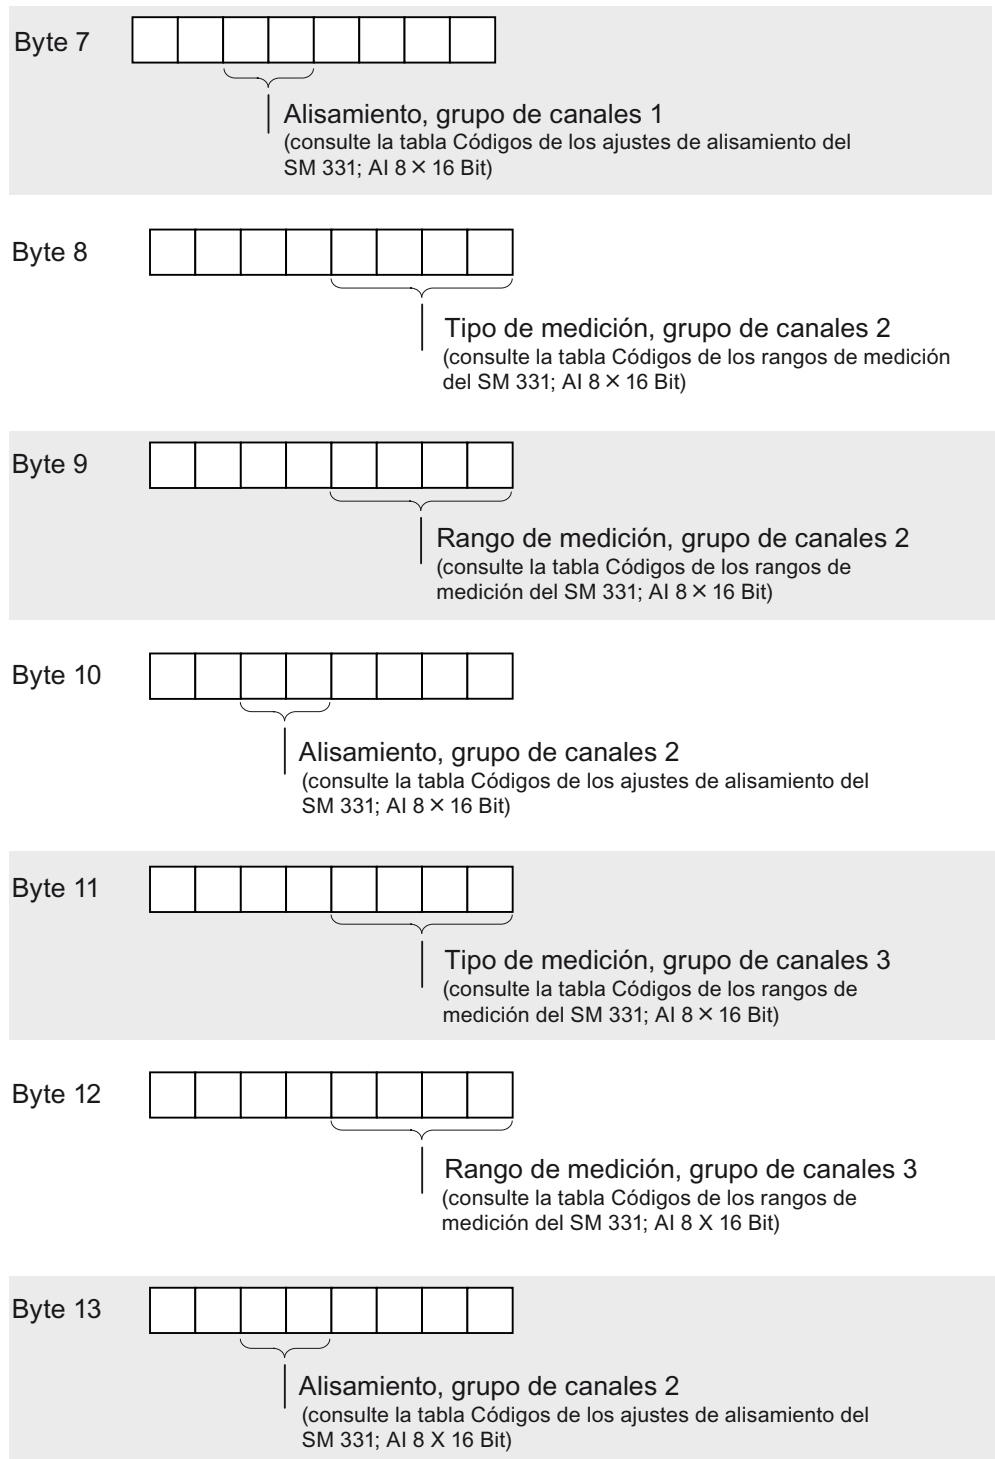 Byte 7
Alisamiento, grupo de canales 1
(consulte la tabla Códigos de los ajustes de alisamiento del
SM 331; AI 8 × 16 Bit)
Byte 8
Tipo de medición, grupo de canales 2
(consulte la tabla Códigos de los rangos de medición
del SM 331; AI 8 × 16 Bit)
Byte 9
Rango de medición, grupo de canales 2
(consulte la tabla Códigos de los rangos de
medición del SM 331; AI 8 × 16 Bit)
Byte 10
Alisamiento, grupo de canales 2
(consulte la tabla Códigos de los ajustes de alisamiento del
SM 331; AI 8 × 16 Bit)
Byte 11
Tipo de medición, grupo de canales 3
(consulte la tabla Códigos de los rangos de
medición del SM 331; AI 8 × 16 Bit)
Byte 12
Rango de medición, grupo de canales 3
(consulte la tabla Códigos de los rangos de
medición del SM 331; AI 8 X 16 Bit)
Byte 13
Alisamiento, grupo de canales 2
(consulte la tabla Códigos de los ajustes de alisamiento del
SM 331; AI 8 X 16 Bit)